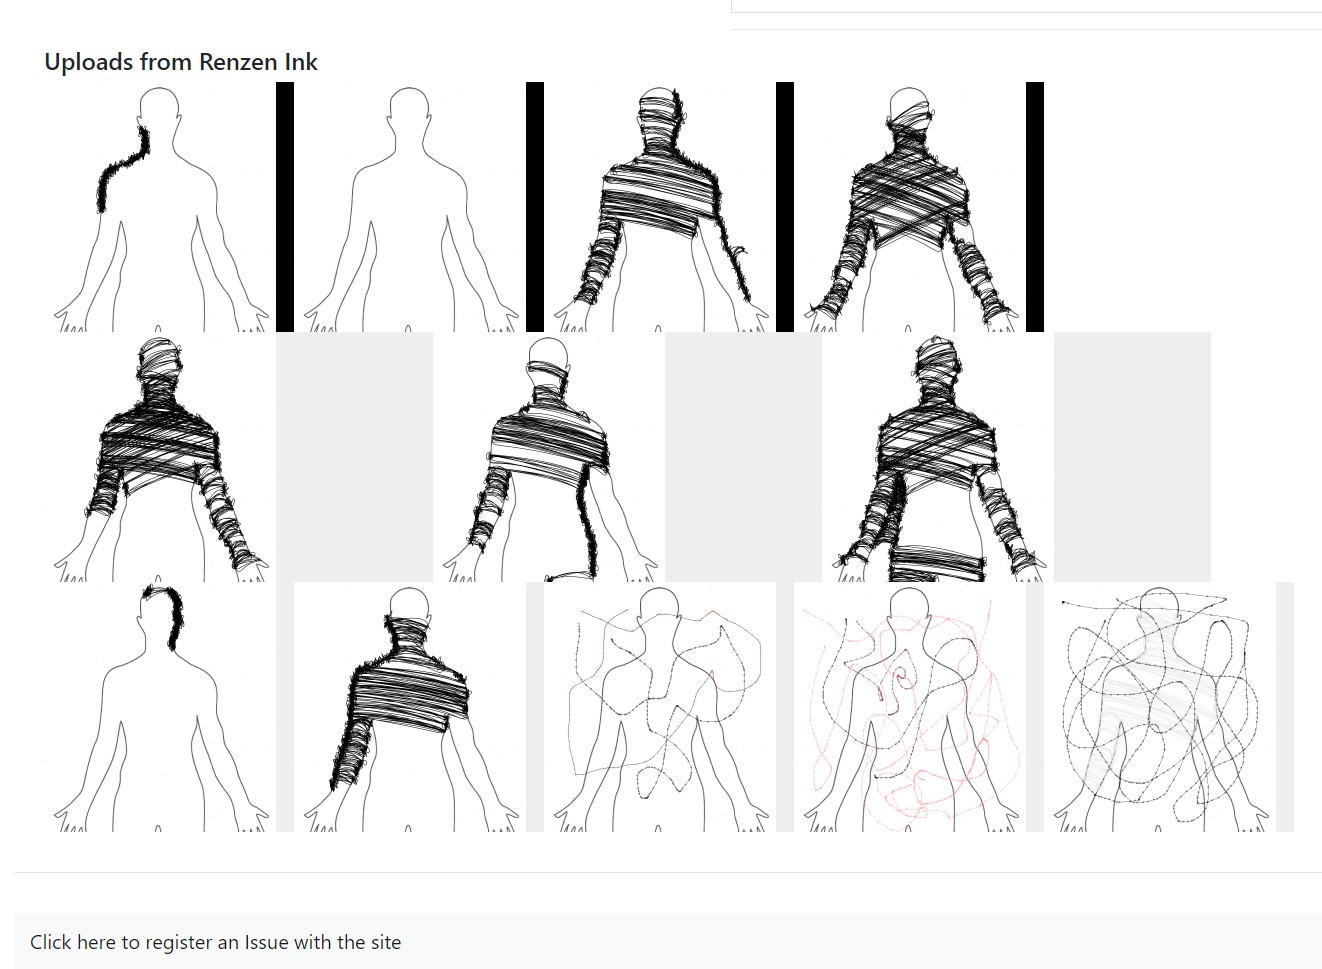 Uploads from Renzen Ink
Click here to register an Issue with the site